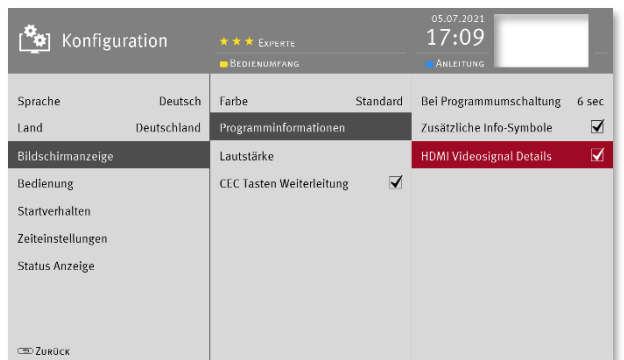 Konfiguration
★★★ EXPERTE
BEDIENUMFANG
05.07.2021
17:09
ANLEITUNG
Sprache Deutsch
Land Deutschland
Bildschirmanzeige
Bedienung
Startverhalten
Zeiteinstellungen
Status Anzeige
ZURÜCK
Farbe Standard
Programminformationen
Lautstärke
CEC Tasten Weiterleitung
Bei Programmumschaltung 6 sec
Zusätzliche Info-Symbole
HDMI Videosignal Details